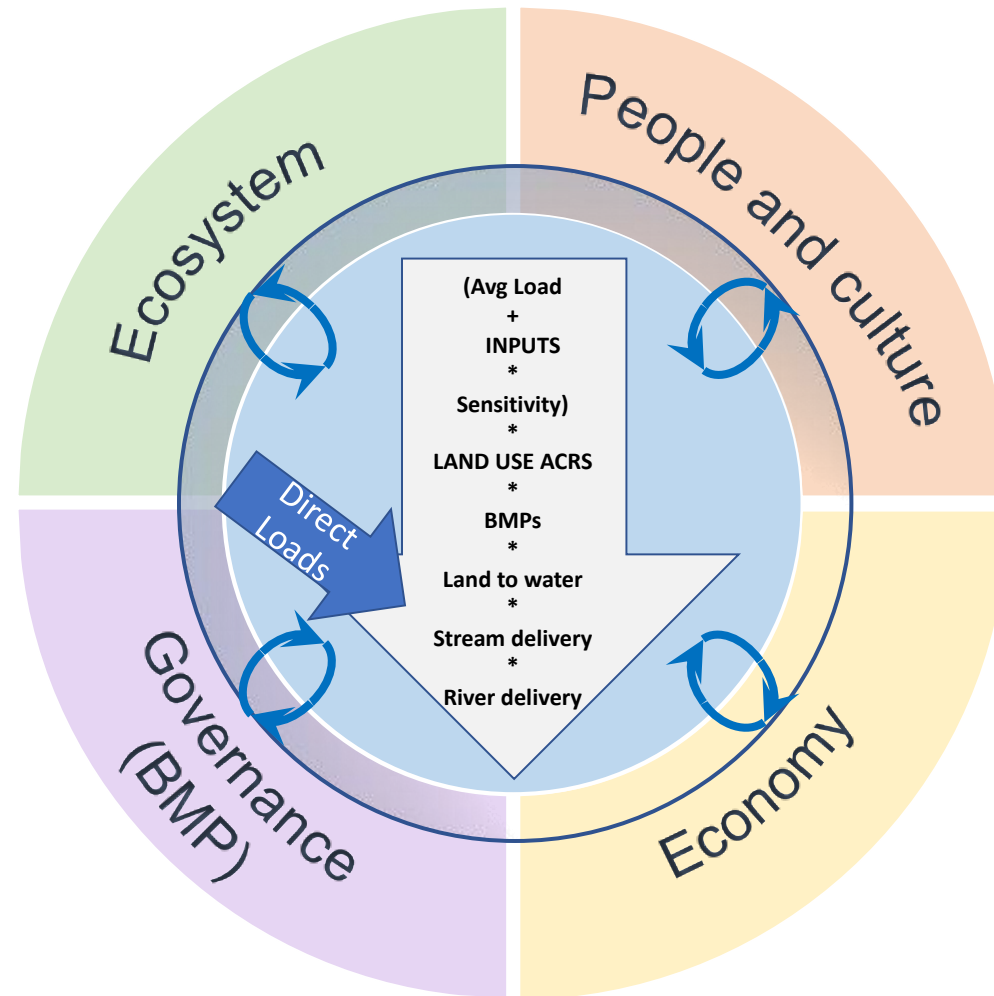 Ecosystem
People and culture
(Avg Load
+
INPUTS
*
Sensitivity)
*
LAND USE ACRS
*
BMPs
*
Land to water
*
Stream delivery
*
River delivery
Direct
Loads
Governance
(BMP)
Economy